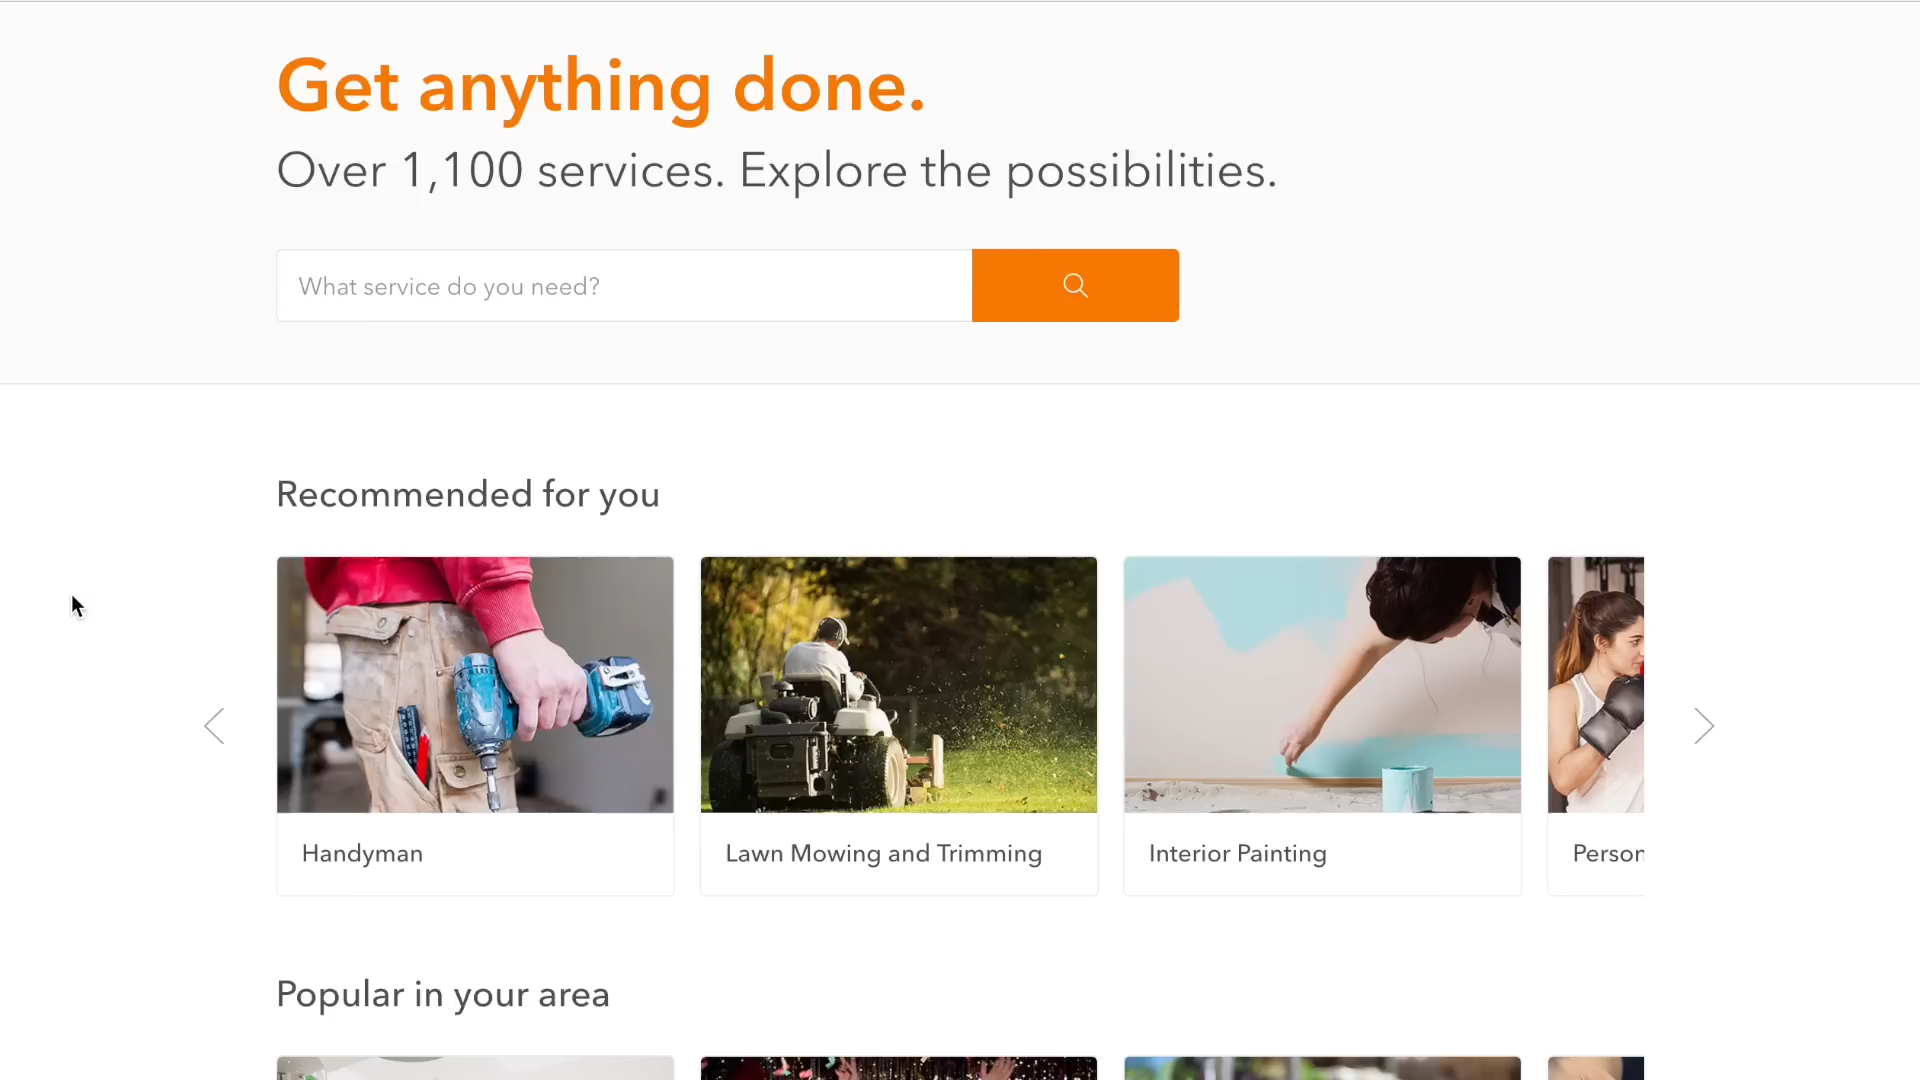 Get anything done.
Over 1,100 services. Explore the possibilities.
What service do you need?
Recommended for you
Handyman
Lawn Mowing and Trimming
Interior Painting
Person
Popular in your area